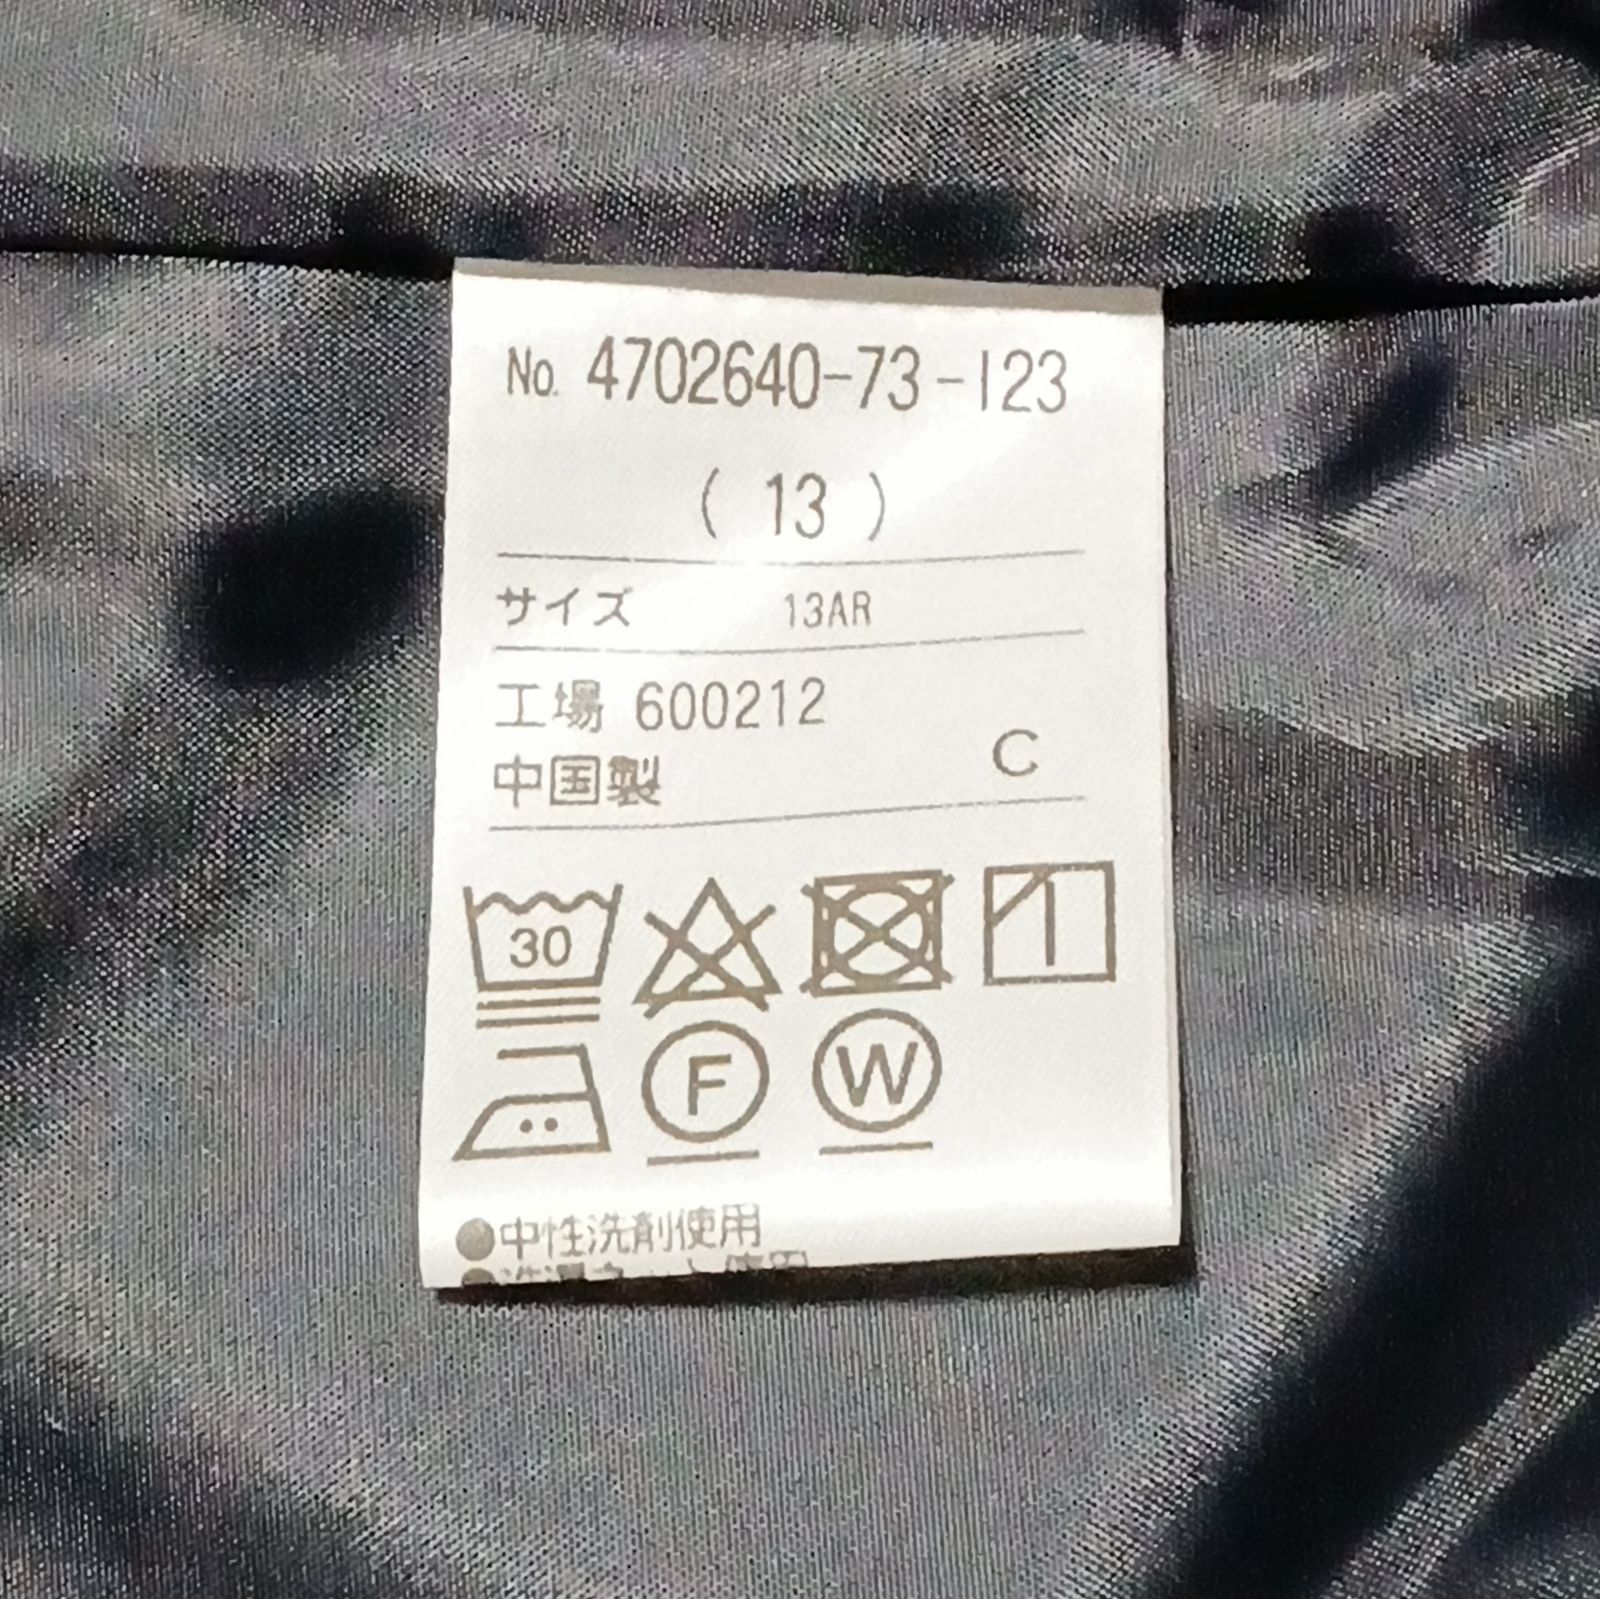 No. 4702640-73-123
( 13 )
サイズ 13AR
工場 600212
中国製 C
30
F W
●中性洗剤使用